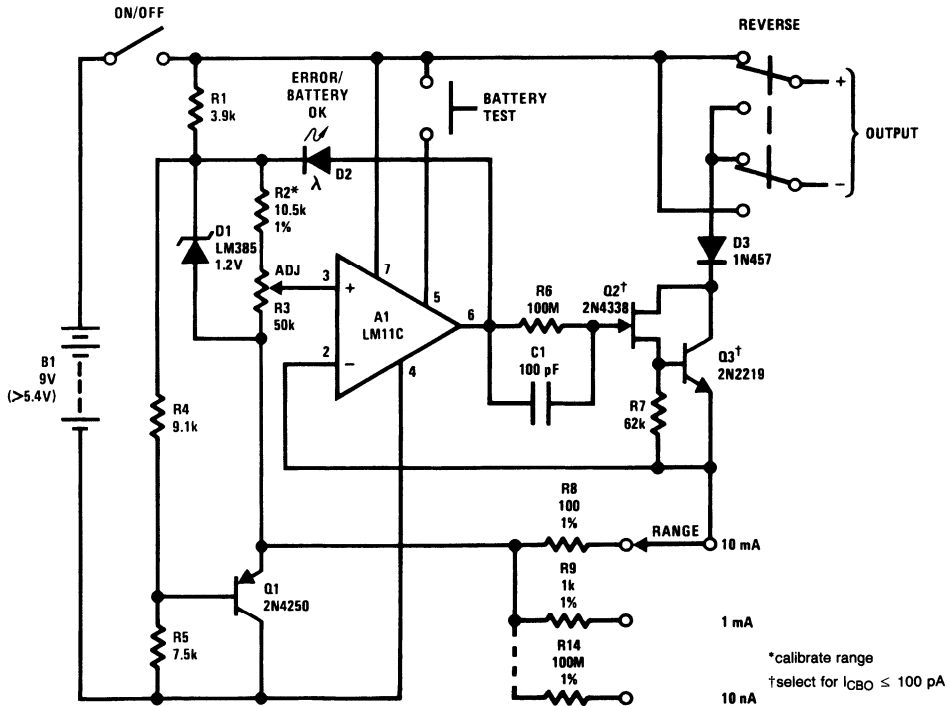 ON/OFF
REVERSE
R1
3.9k
ERROR/
BATTERY
OK
BATTERY
TEST
+
OUTPUT
−
λ
D2
R2*
10.5k
1%
D1
LM385
1.2V
ADJ
R3
50k
3
+
7
5
A1
LM11C
6
2
−
4
R6
100M
C1
100 pF
Q2†
2N4338
D3
1N457
Q3†
2N2219
R7
62k
B1
9V
(>5.4V)
R4
9.1k
R8
100
1%
RANGE
10 mA
Q1
2N4250
R9
1k
1%
1 mA
R5
7.5k
R14
100M
1%
10 nA
*calibrate range
†select for ICBO ≤ 100 pA